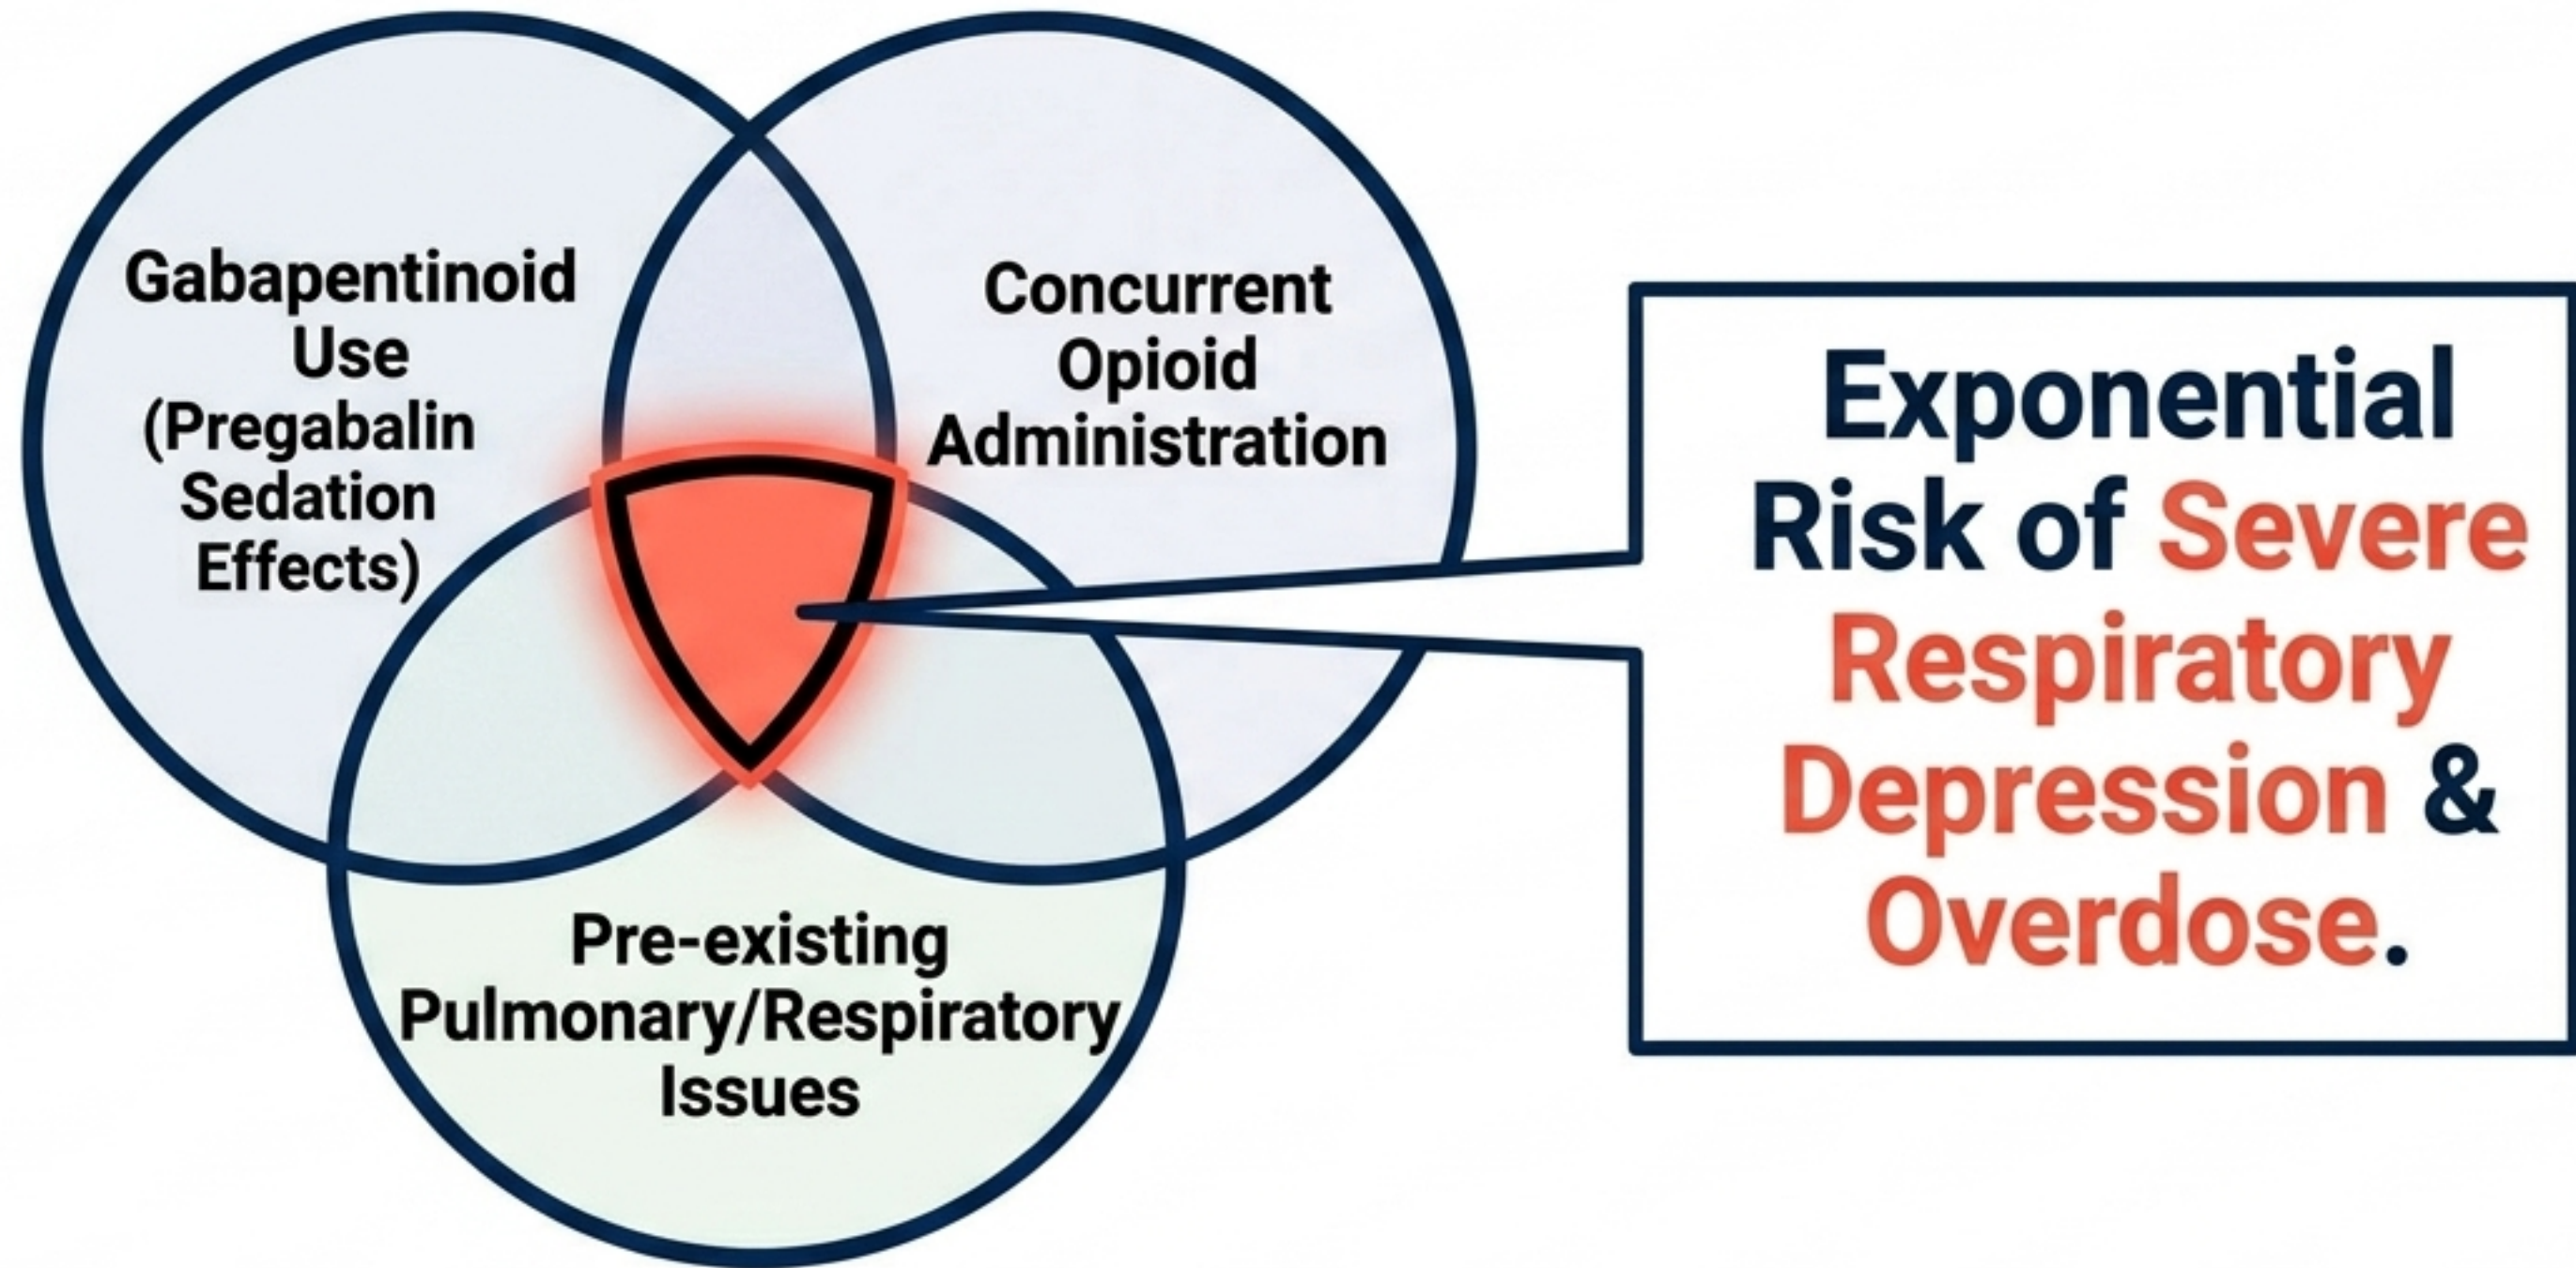 Gabapentinoid
Use
(Pregabalin
Sedation
Effects)
Concurrent
Opioid
Administration
Pre-existing
Pulmonary/Respiratory
Issues
Exponential
Risk of Severe
Respiratory
Depression &
Overdose.